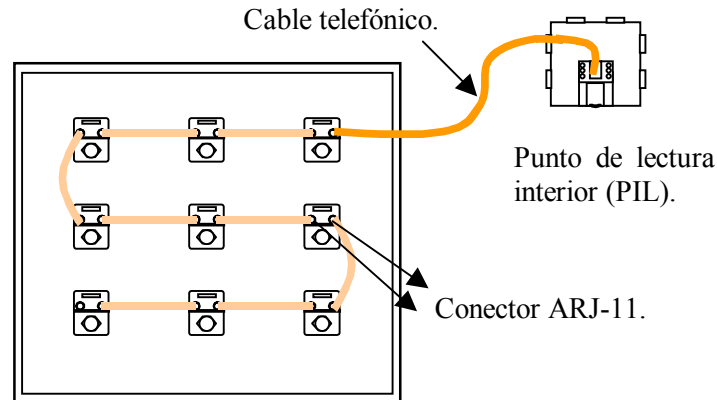 Cable telefónico.
Punto de lectura
interior (PIL).
Conector ARJ-11.